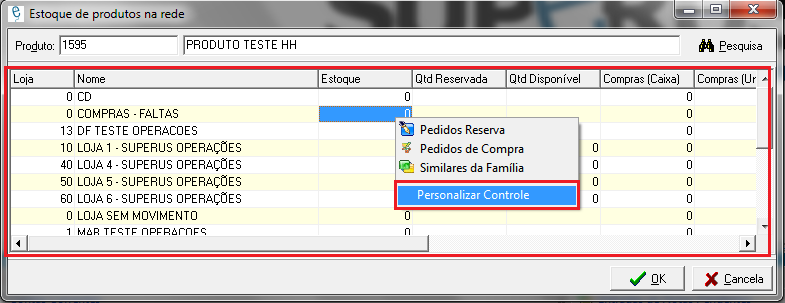 Estoque de produtos na rede
Produto: 1595 PRODUTO TESTE HH Pesquisa
Loja Nome Estoque Qtd Reservada Qtd Disponível Compras (Caixa) Compras (Ur
0 CD 0 0
0 COMPRAS - FALTAS 0 0
13 DF TESTE OPERACOES 0
10 LOJA 1 - SUPERUS OPERAÇÕES 0 0
40 LOJA 4 - SUPERUS OPERAÇÕES 0 0
50 LOJA 5 - SUPERUS OPERAÇÕES 0 0
60 LOJA 6 - SUPERUS OPERAÇÕES 0 0
0 LOJA SEM MOVIMENTO 0 0
1 MAB TESTE OPERACOES 0 0
Pedidos Reserva
Pedidos de Compra
Similares da Família
Personalizar Controle
OK Cancela